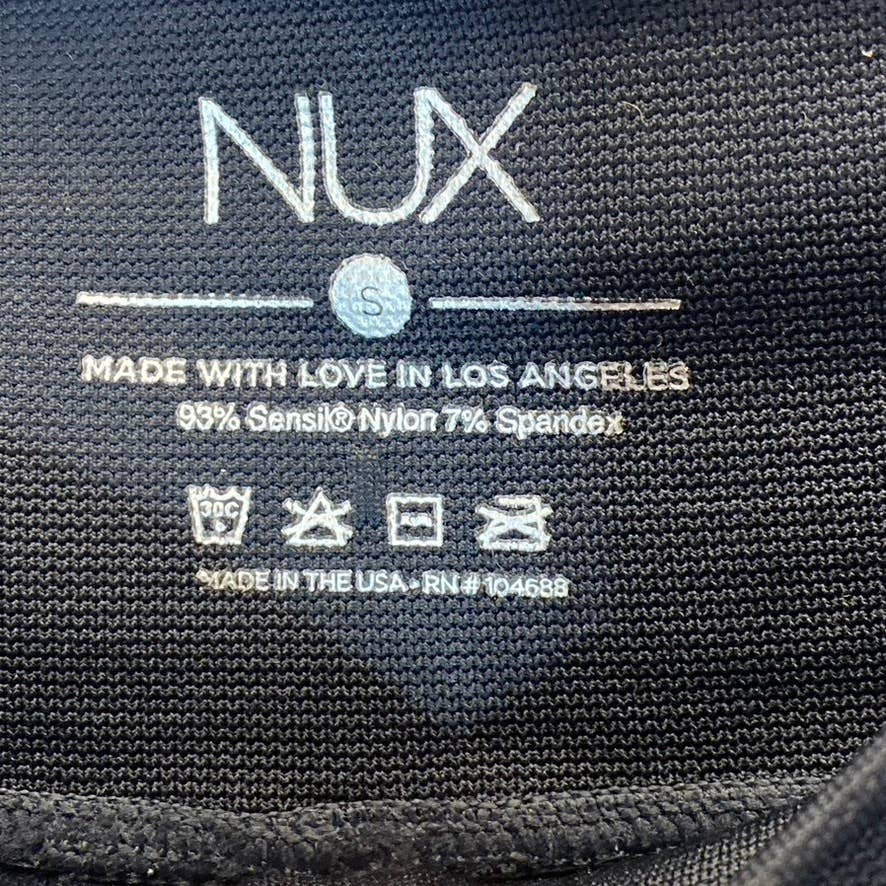 NUX
S
MADE WITH LOVE IN LOS ANGELES
93% Sensil® Nylon 7% Spandex
30C
MADE IN THE USA • RN # 104688